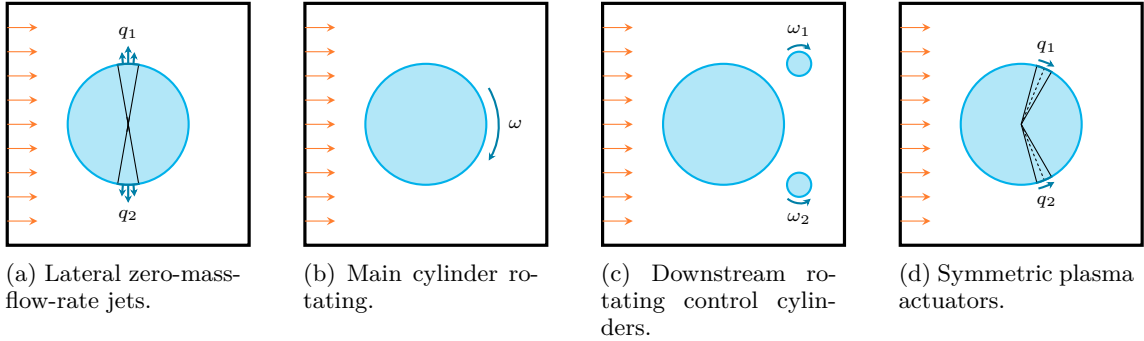 q₁
q₂
(a) Lateral zero-mass-
flow-rate jets.
ω
(b) Main cylinder ro-
tating.
ω₁
ω₂
(c) Downstream ro-
tating control cylin-
ders.
q₁
q₂
(d) Symmetric plasma
actuators.